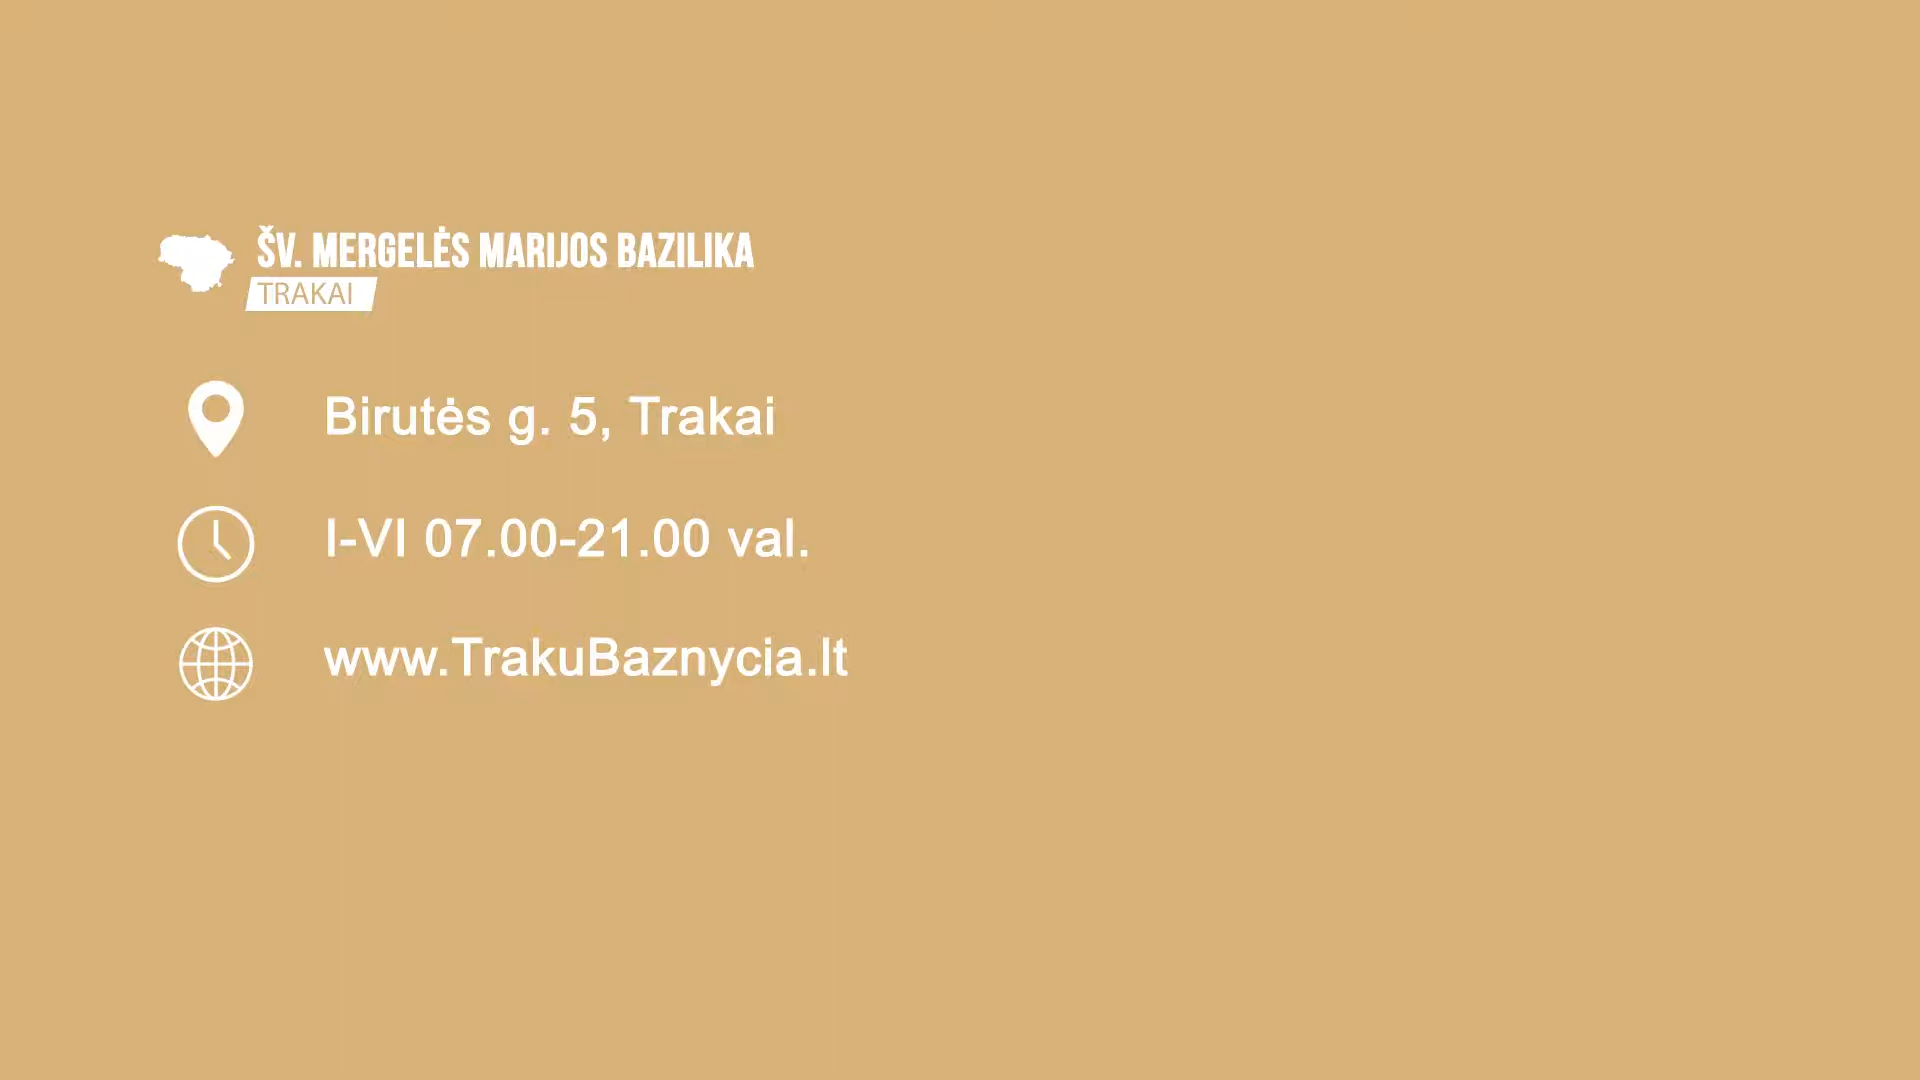 ŠV. MERGELĖS MARIJOS BAZILIKA
TRAKAI
Birutės g. 5, Trakai
I-VI 07.00-21.00 val.
www.TrakuBaznycia.lt